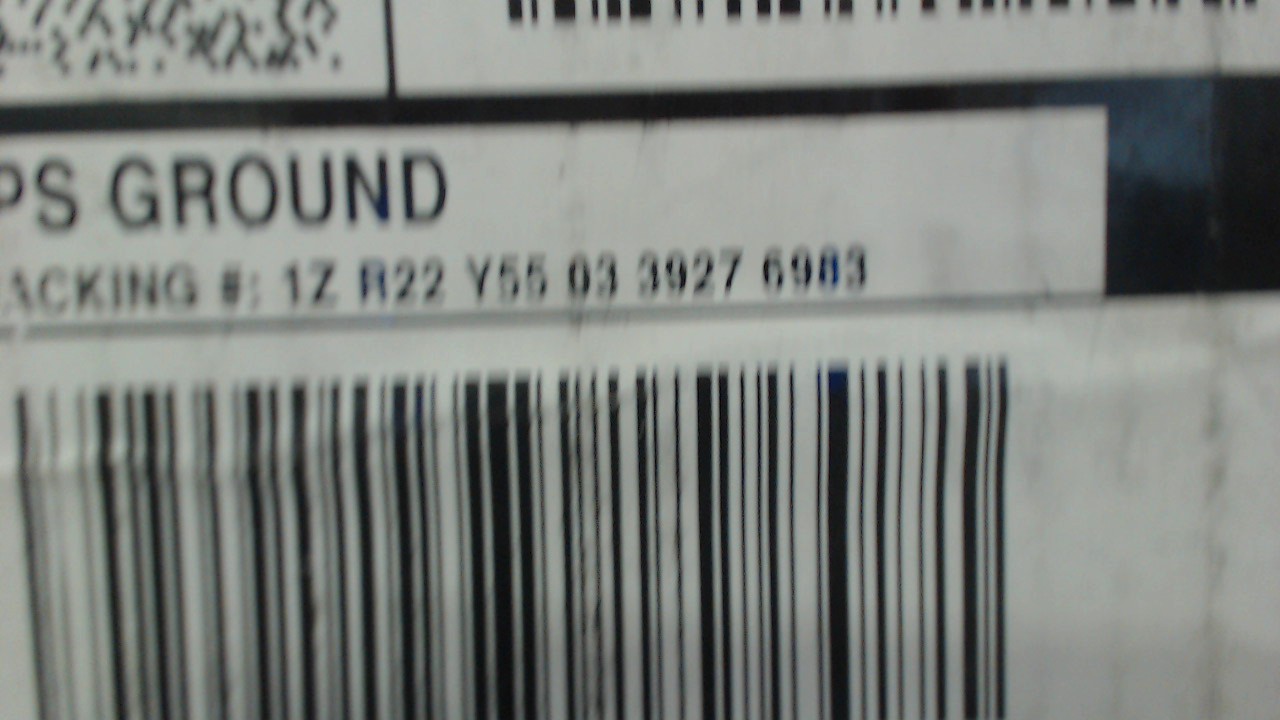 PS GROUND
ACKING #: 1Z R22 Y55 03 3927 6983